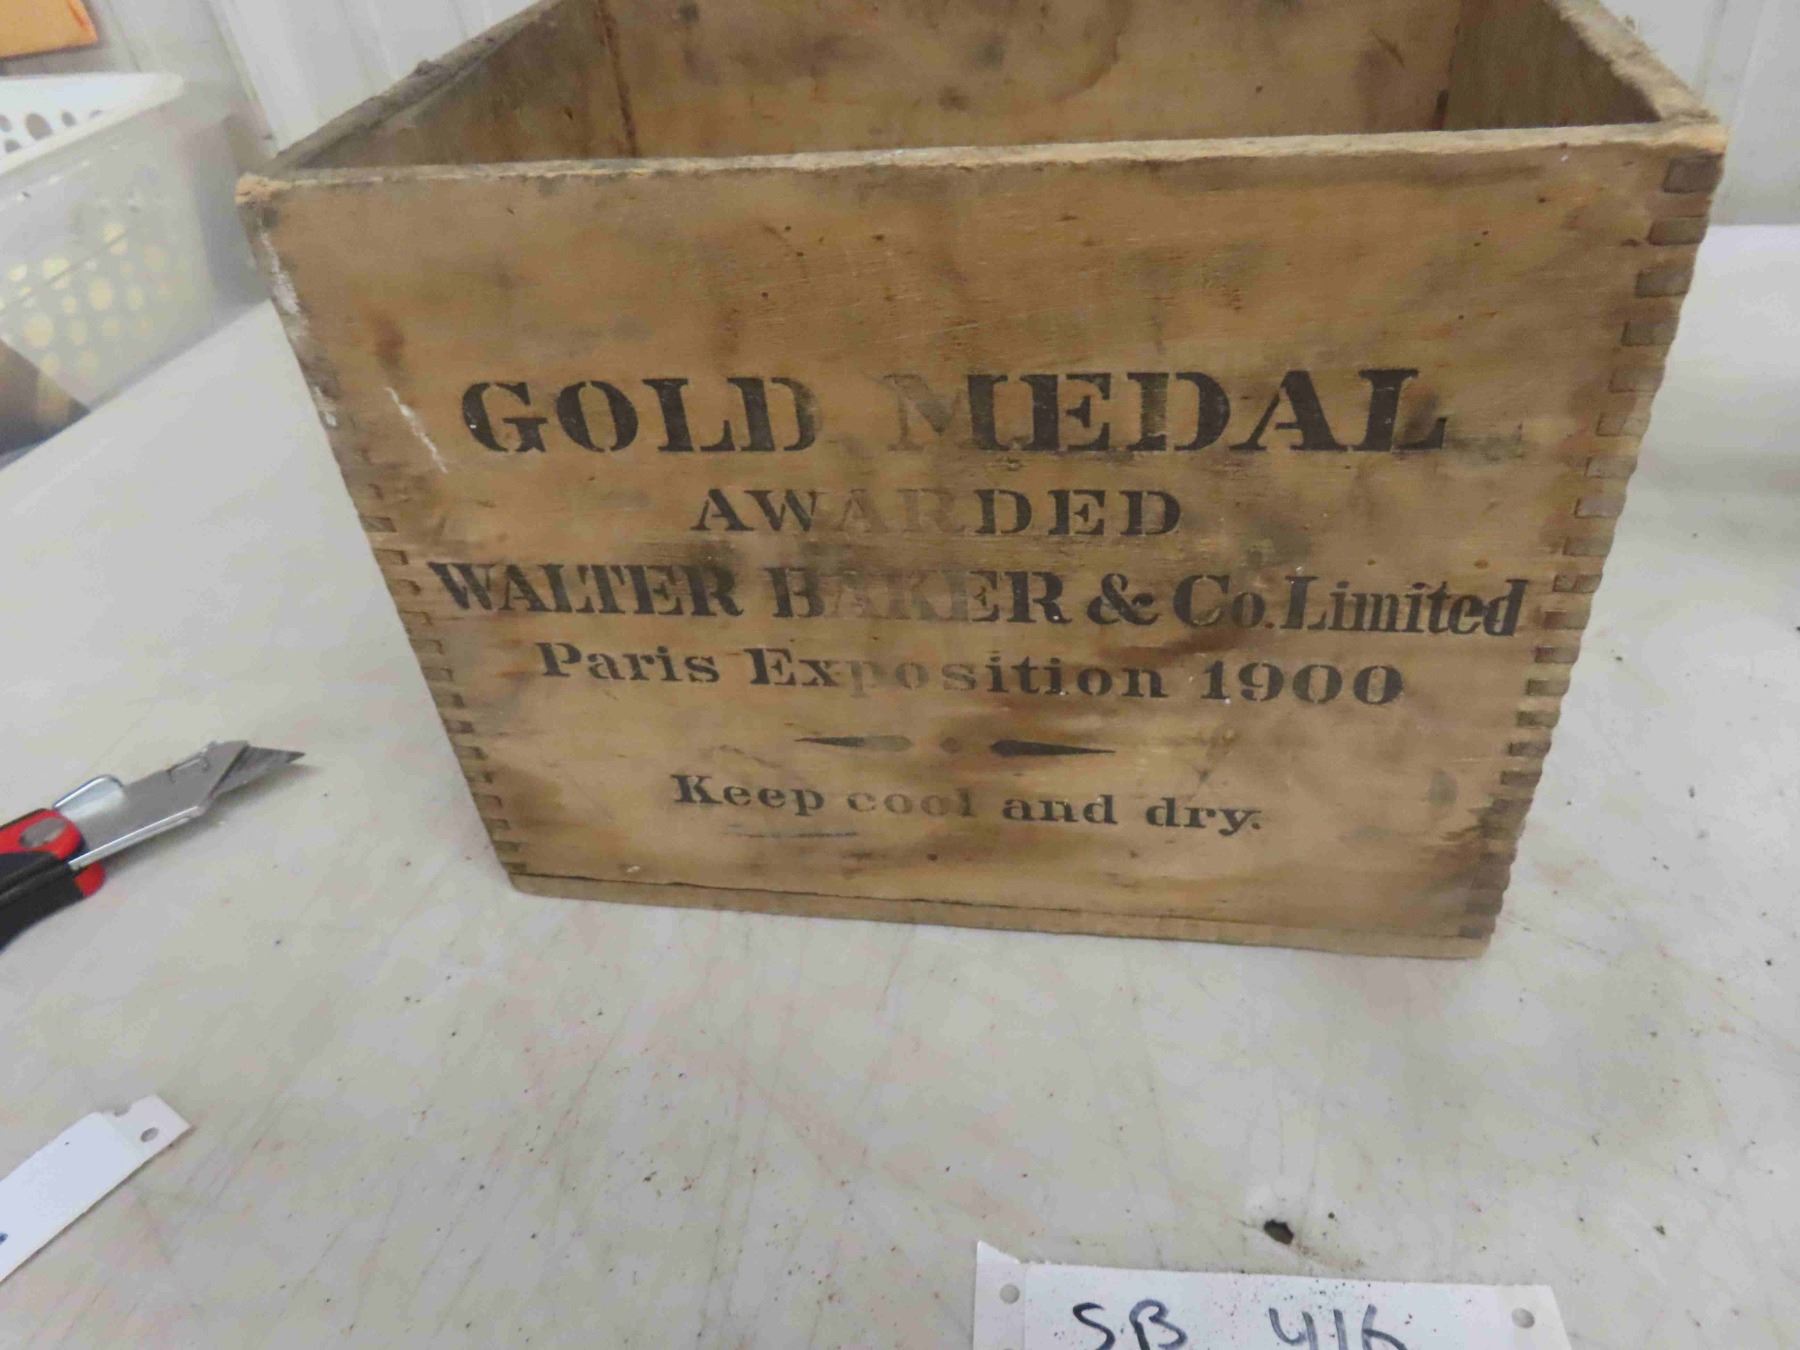 GOLD MEDAL
AWARDED
WALTER BAKER & Co. Limited
Paris Exposition 1900
Keep cool and dry.
SB 416